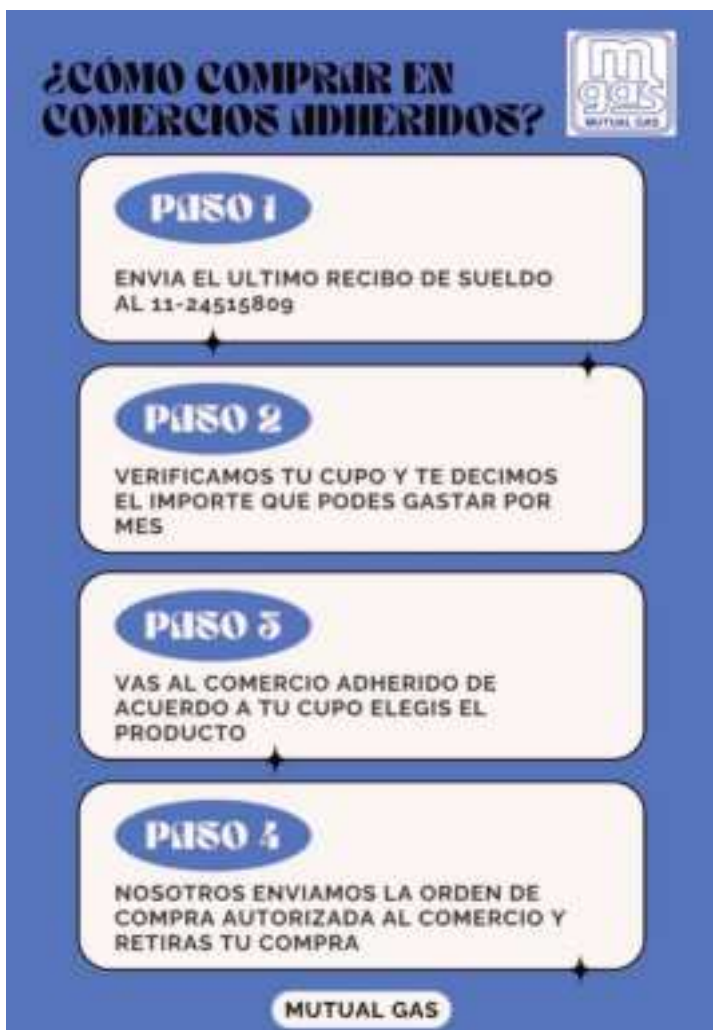 ¿CÓMO COMPRAR EN
COMERCIOS ADHERIDOS?
m
gas
MUTUAL GAS
PASO 1
ENVIA EL ULTIMO RECIBO DE SUELDO
AL 11-24515809
PASO 2
VERIFICAMOS TU CUPO Y TE DECIMOS
EL IMPORTE QUE PODES GASTAR POR
MES
PASO 3
VAS AL COMERCIO ADHERIDO DE
ACUERDO A TU CUPO ELEGIS EL
PRODUCTO
PASO 4
NOSOTROS ENVIAMOS LA ORDEN DE
COMPRA AUTORIZADA AL COMERCIO Y
RETIRAS TU COMPRA
MUTUAL GAS